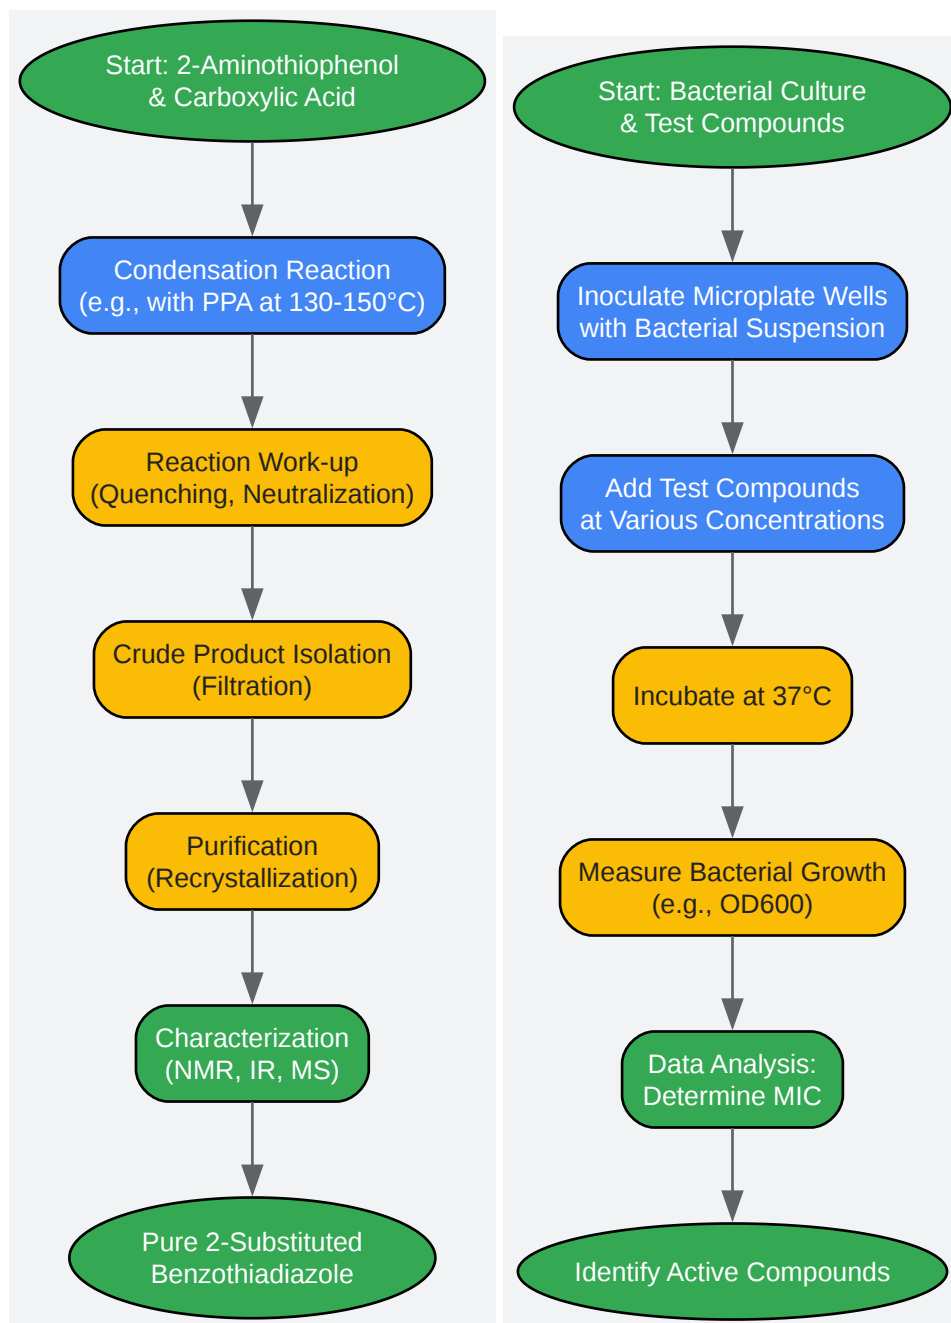 Start: 2-Aminothiophenol
& Carboxylic Acid
Condensation Reaction
(e.g., with PPA at 130-150°C)
Reaction Work-up
(Quenching, Neutralization)
Crude Product Isolation
(Filtration)
Purification
(Recrystallization)
Characterization
(NMR, IR, MS)
Pure 2-Substituted
Benzothiadiazole
Start: Bacterial Culture
& Test Compounds
Inoculate Microplate Wells
with Bacterial Suspension
Add Test Compounds
at Various Concentrations
Incubate at 37°C
Measure Bacterial Growth
(e.g., OD600)
Data Analysis:
Determine MIC
Identify Active Compounds